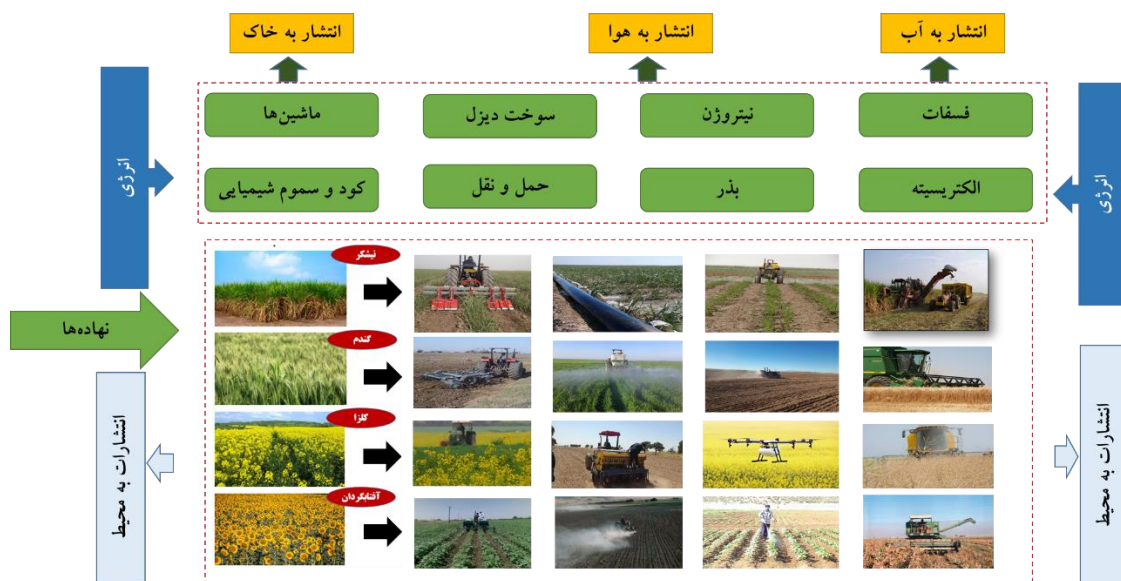 انتشار به آب
انتشار به هوا
انتشار به خاک
فسفات
نیتروژن
سوخت دیزل
ماشین‌ها
الکتریسیته
بذر
حمل و نقل
کود و سموم شیمیایی
انرژی
انرژی
نهاده‌ها
نیشکر
گندم
کلزا
آفتابگردان
انتشارات به محیط
انتشارات به محیط